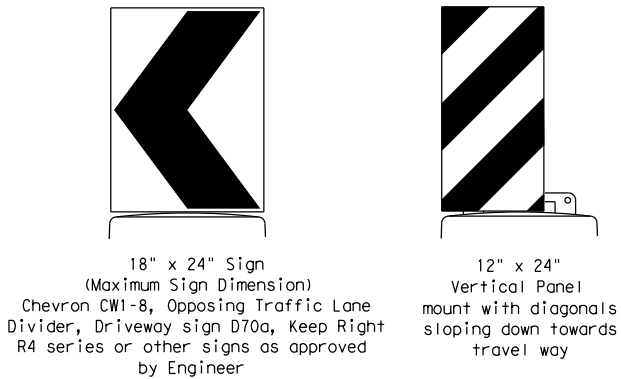 18" x 24" Sign
(Maximum Sign Dimension)
Chevron CW1-8, Opposing Traffic Lane
Divider, Driveway sign D70a, Keep Right
R4 series or other signs as approved
by Engineer
12" x 24"
Vertical Panel
mount with diagonals
sloping down towards
travel way